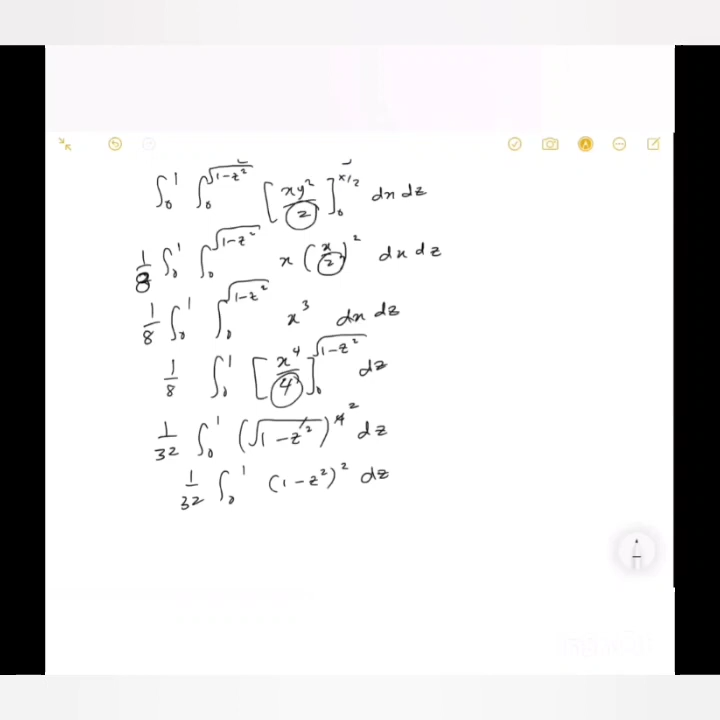 ∫₀¹ ∫₀^√(1-z²) [xy²/2]₀^x/2 dx dz
1/8 ∫₀¹ ∫₀^√(1-z²) x (x/2)² dx dz
1/8 ∫₀¹ ∫₀^√(1-z²) x³ dx dz
1/8 ∫₀¹ [x⁴/4]₀^√(1-z²) dz
1/32 ∫₀¹ (√(1-z²))⁴ ² dz
1/32 ∫₀¹ (1-z²)² dz